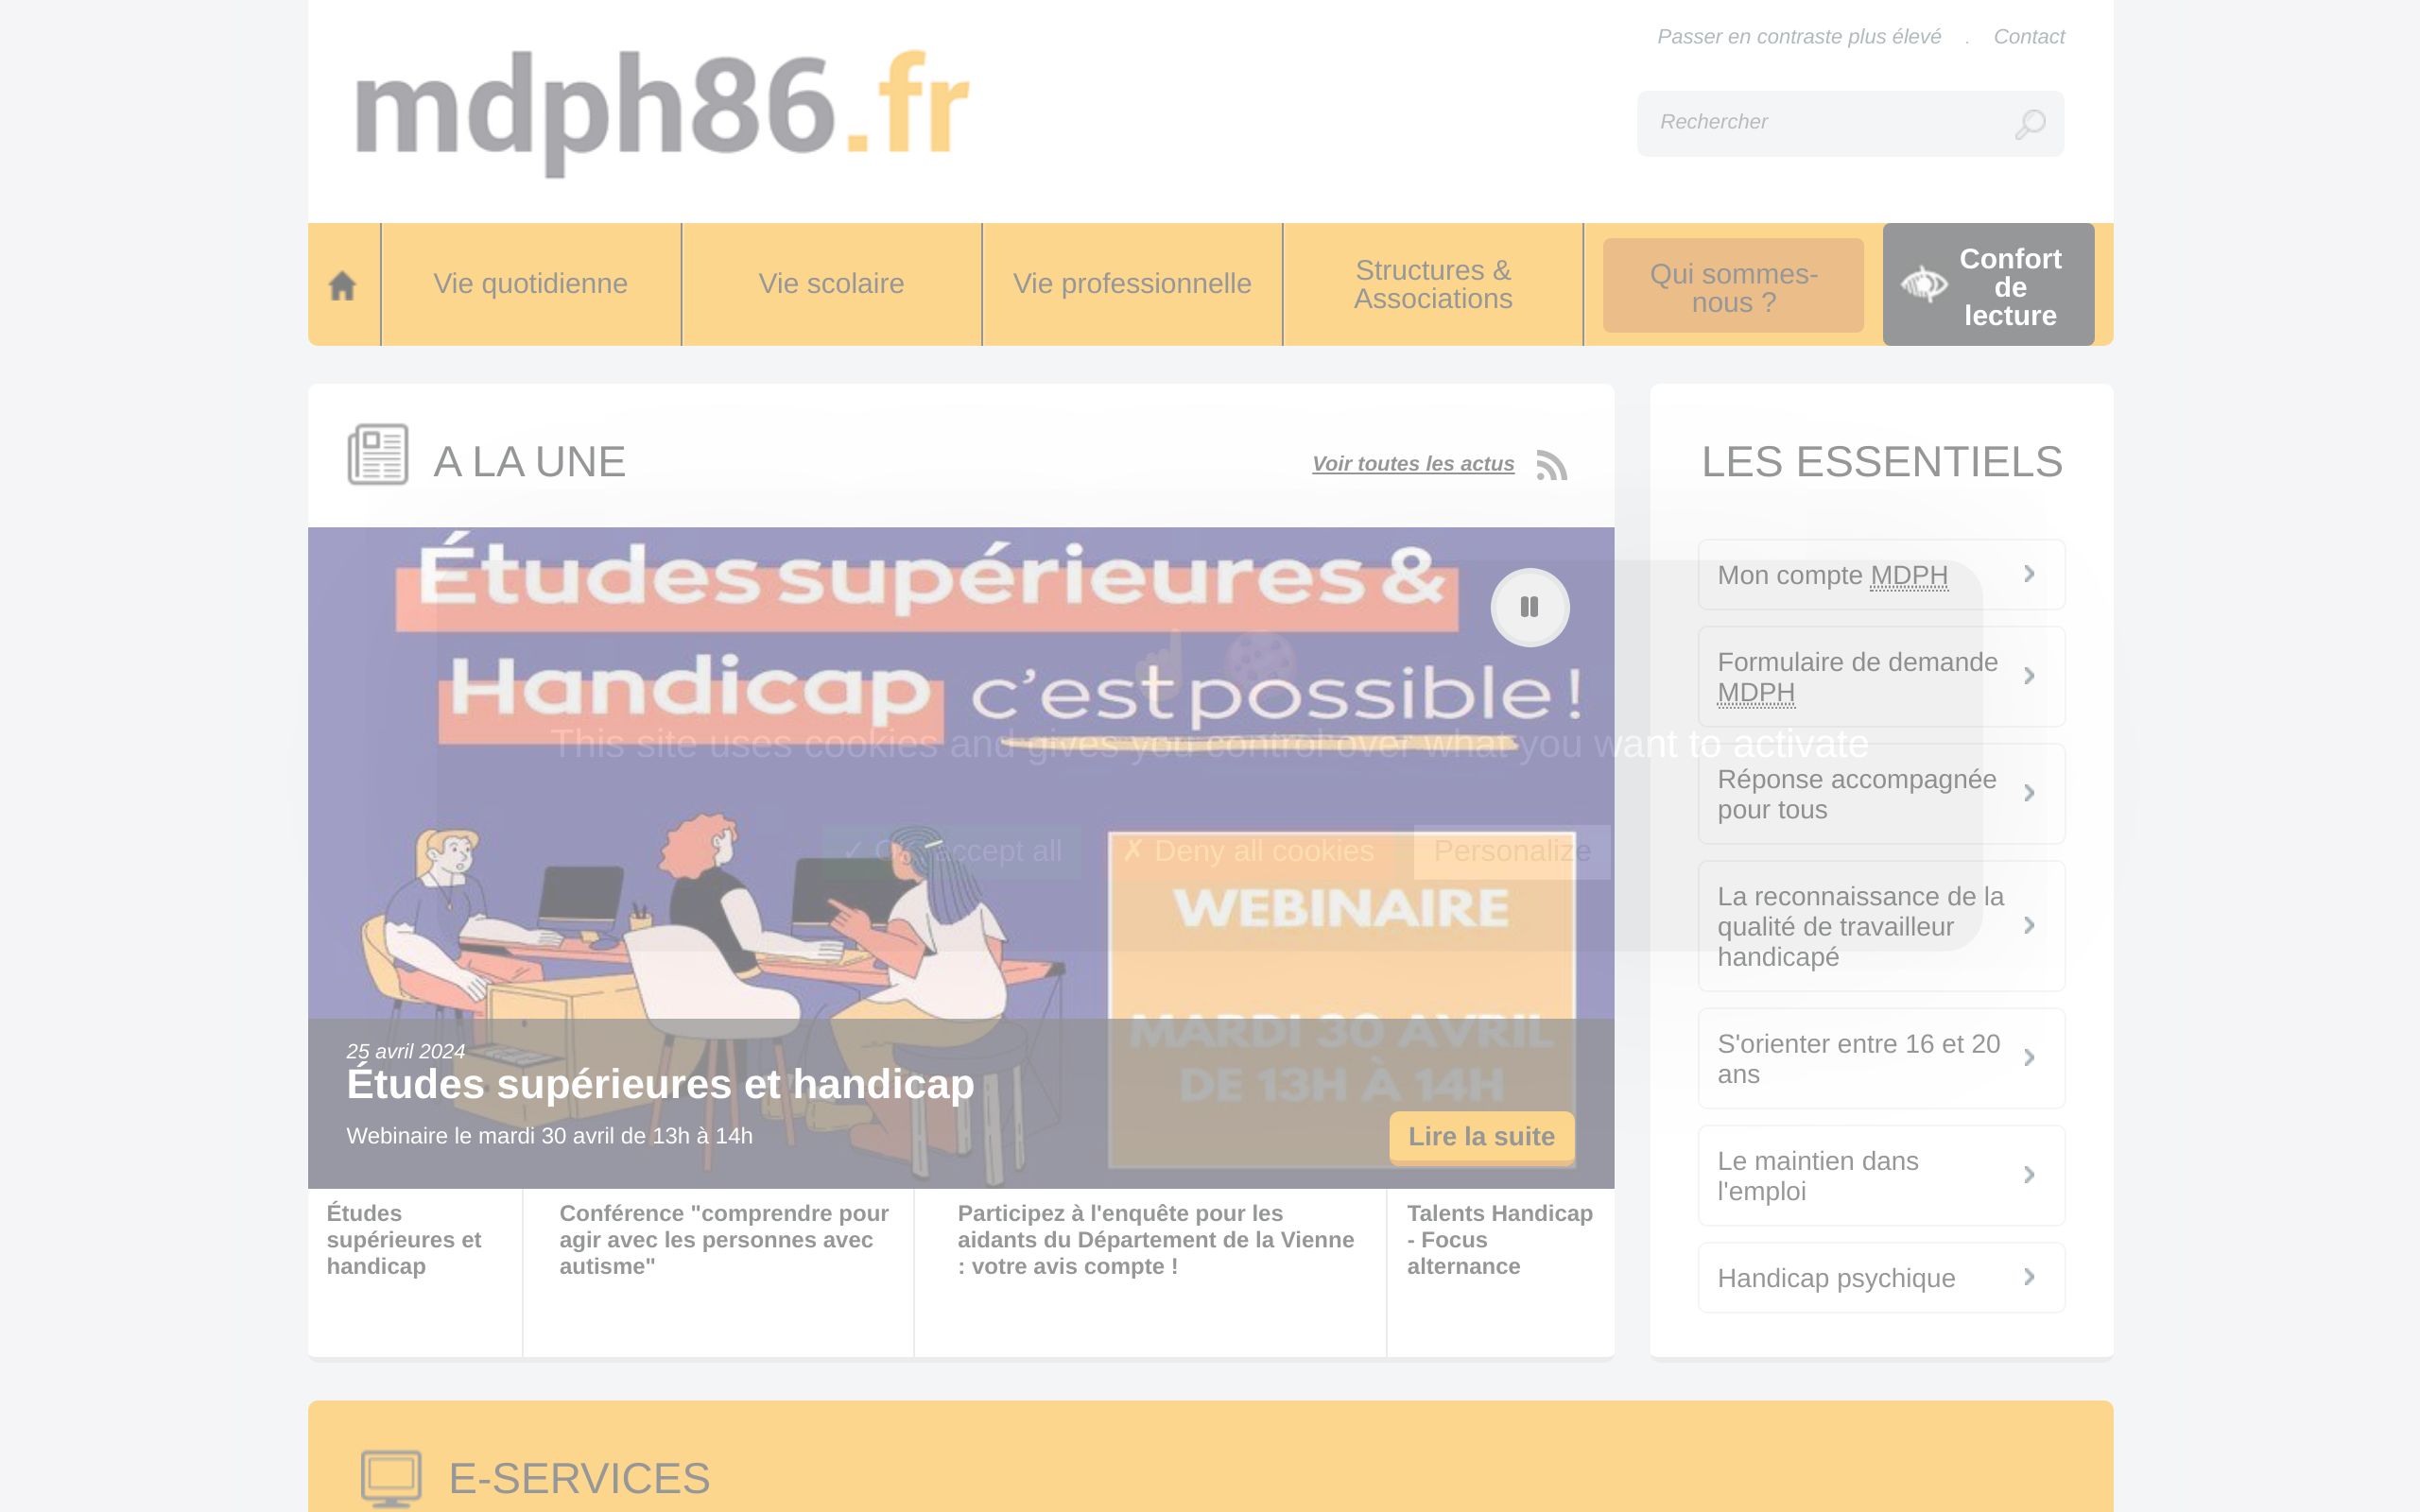 mdph86.fr
Passer en contraste plus élevé . Contact
Rechercher
Vie quotidienne
Vie scolaire
Vie professionnelle
Structures &
Associations
Qui sommes-
nous ?
Confort
de
lecture
A LA UNE
Voir toutes les actus
Études supérieures &
Handicap c'est possible !
This site uses cookies and gives you control over what you want to activate
✓ OK, accept all
✗ Deny all cookies
Personalize
WEBINAIRE
MARDI 30 AVRIL
DE 13H À 14H
25 avril 2024
Études supérieures et handicap
Webinaire le mardi 30 avril de 13h à 14h
Lire la suite
Études
supérieures et
handicap
Conférence "comprendre pour
agir avec les personnes avec
autisme"
Participez à l'enquête pour les
aidants du Département de la Vienne
: votre avis compte !
Talents Handicap
- Focus
alternance
LES ESSENTIELS
Mon compte MDPH
Formulaire de demande
MDPH
Réponse accompagnée
pour tous
La reconnaissance de la
qualité de travailleur
handicapé
S'orienter entre 16 et 20
ans
Le maintien dans
l'emploi
Handicap psychique
E-SERVICES